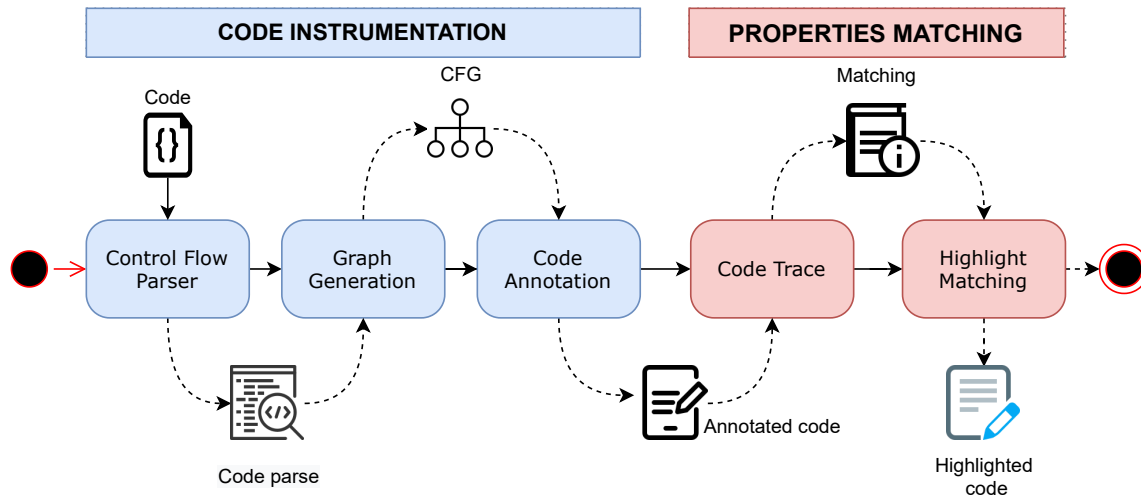 CODE INSTRUMENTATION
PROPERTIES MATCHING
CFG
Matching
Code
{}
Control Flow
Parser
Graph
Generation
Code
Annotation
Code Trace
Highlight
Matching
</>
i
Annotated code
Code parse
Highlighted
code